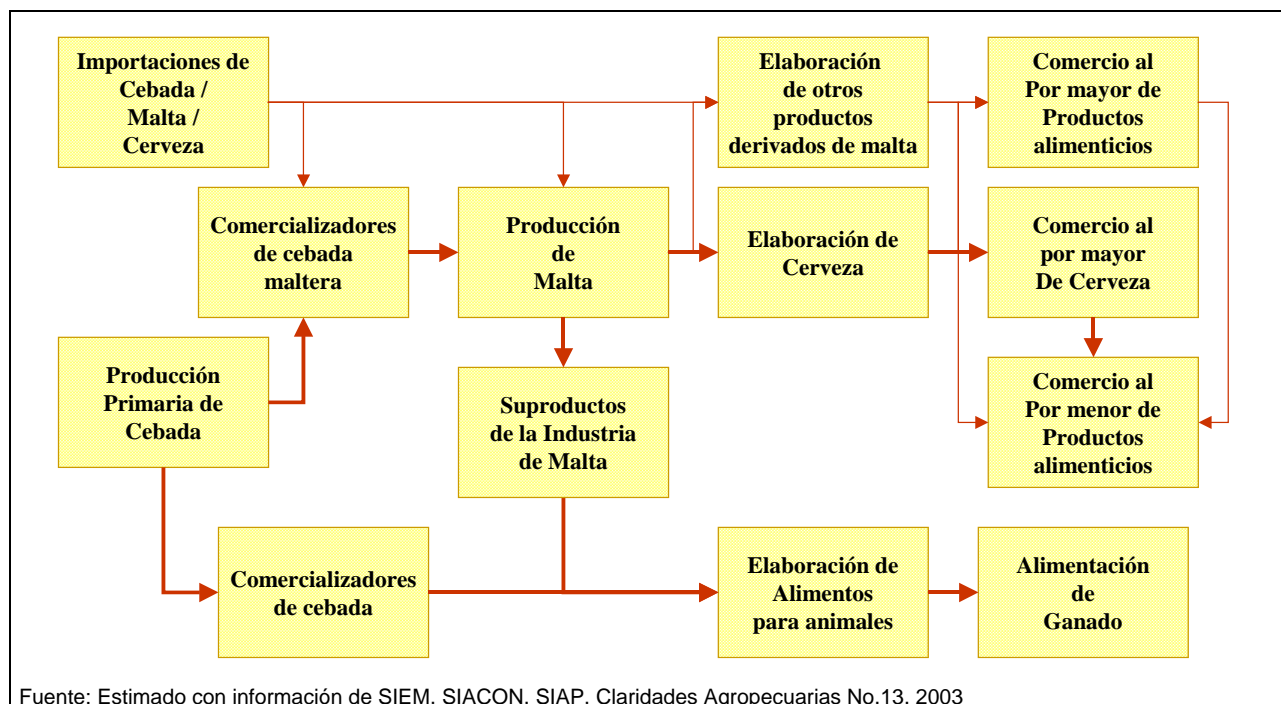 Importaciones de
Cebada /
Malta /
Cerveza
Elaboración
de otros
productos
derivados de malta
Comercio al
Por mayor de
Productos
alimenticios
Comercializadores
de cebada
maltera
Producción
de
Malta
Elaboración de
Cerveza
Comercio al
por mayor
De Cerveza
Producción
Primaria de
Cebada
Suproductos
de la Industria
de Malta
Comercio al
Por menor de
Productos
alimenticios
Comercializadores
de cebada
Elaboración de
Alimentos
para animales
Alimentación
de
Ganado
Fuente: Estimado con información de SIEM, SIACON, SIAP, Claridades Agropecuarias No.13, 2003